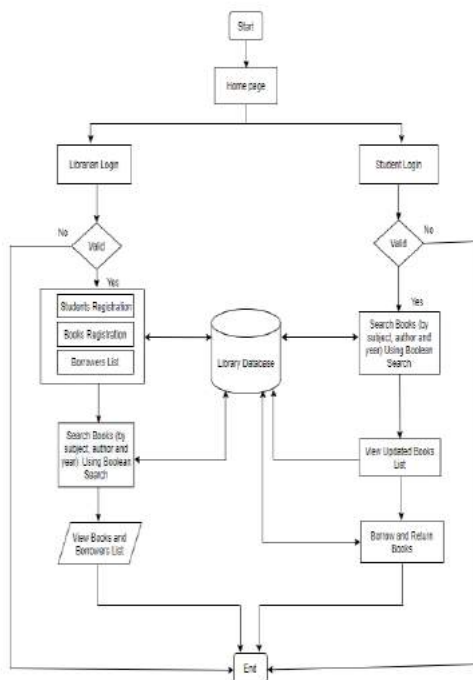 Start
Home page
Librarian Login
Student Login
No
Valid
Yes
No
Valid
Yes
Students Registration
Books Registration
Borrowers List
Library Database
Search Books (by
subject, author and
year) Using Boolean
Search
Search Books (by
subject, author and
year) Using Boolean
Search
View Updated Books
List
View Books and
Borrowers List
Borrow and Return
Books
End